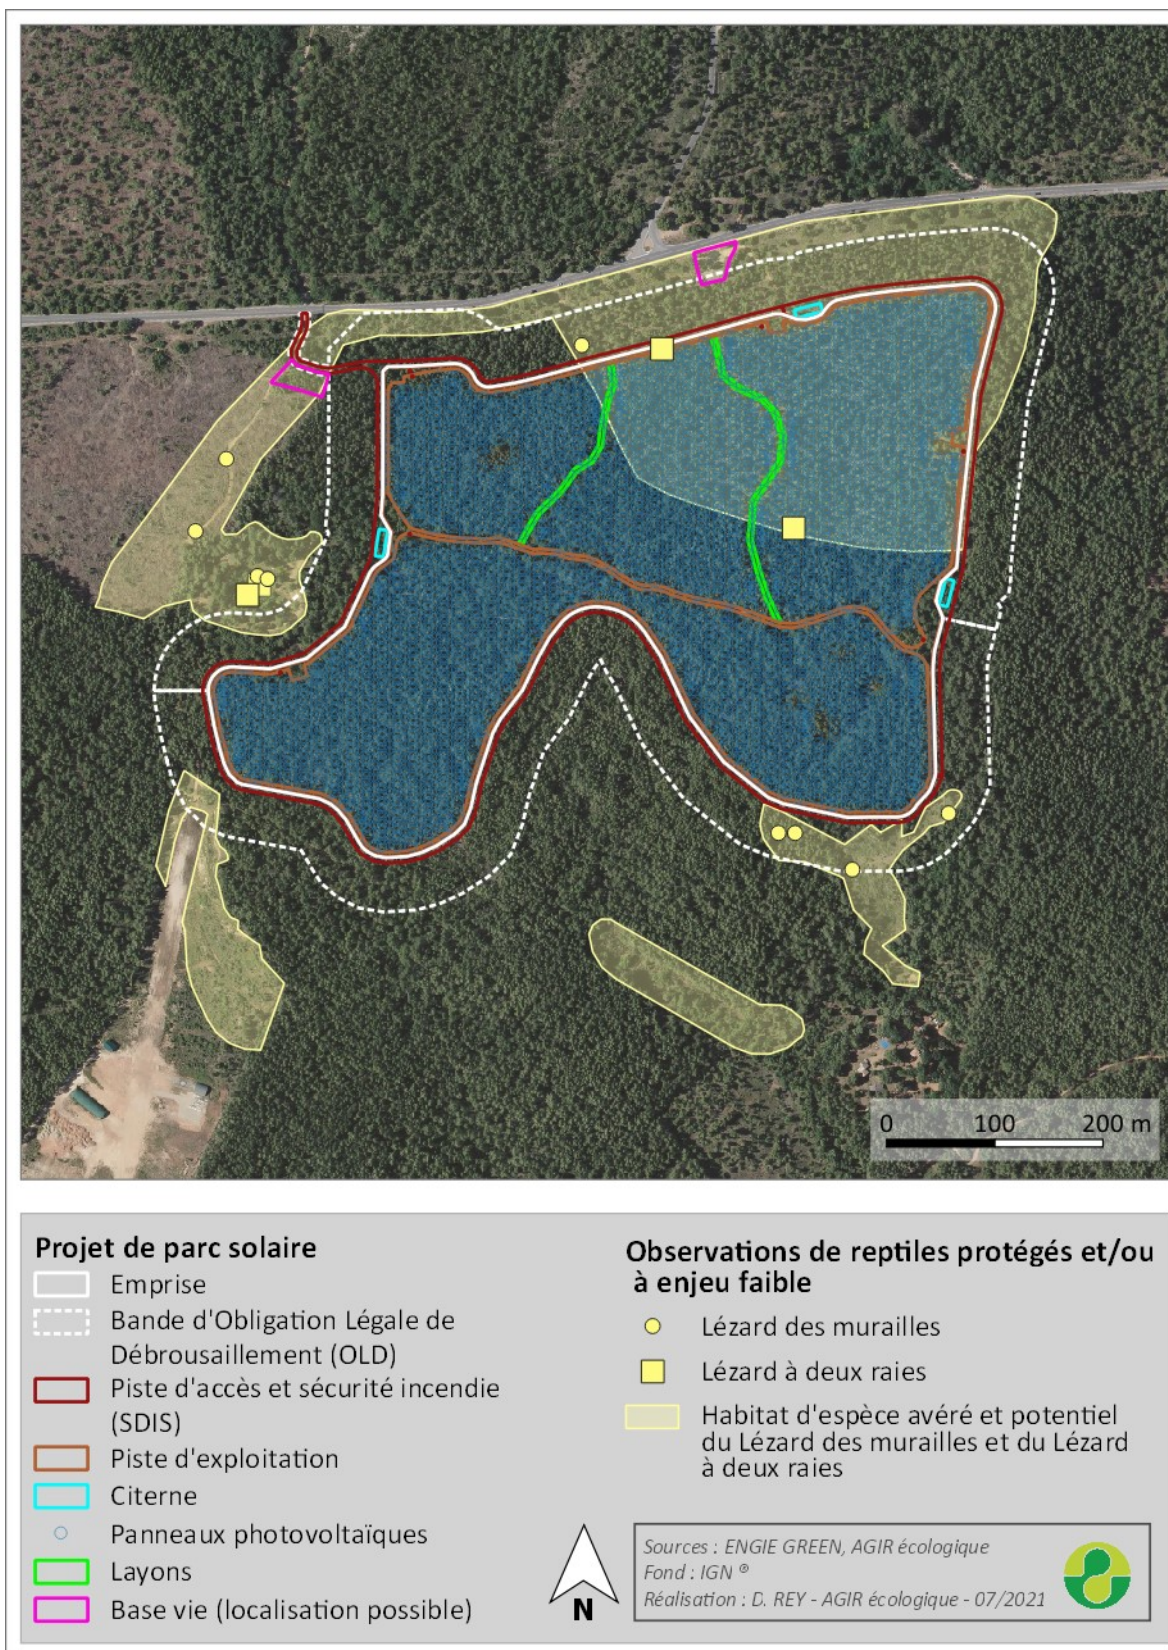 0 100 200 m
Projet de parc solaire
Emprise
Bande d'Obligation Légale de
Débrousaillement (OLD)
Piste d'accès et sécurité incendie
(SDIS)
Piste d'exploitation
Citerne
Panneaux photovoltaïques
Layons
Base vie (localisation possible)
Observations de reptiles protégés et/ou
à enjeu faible
Lézard des murailles
Lézard à deux raies
Habitat d'espèce avéré et potentiel
du Lézard des murailles et du Lézard
à deux raies
N
Sources : ENGIE GREEN, AGIR écologique
Fond : IGN ®
Réalisation : D. REY - AGIR écologique - 07/2021